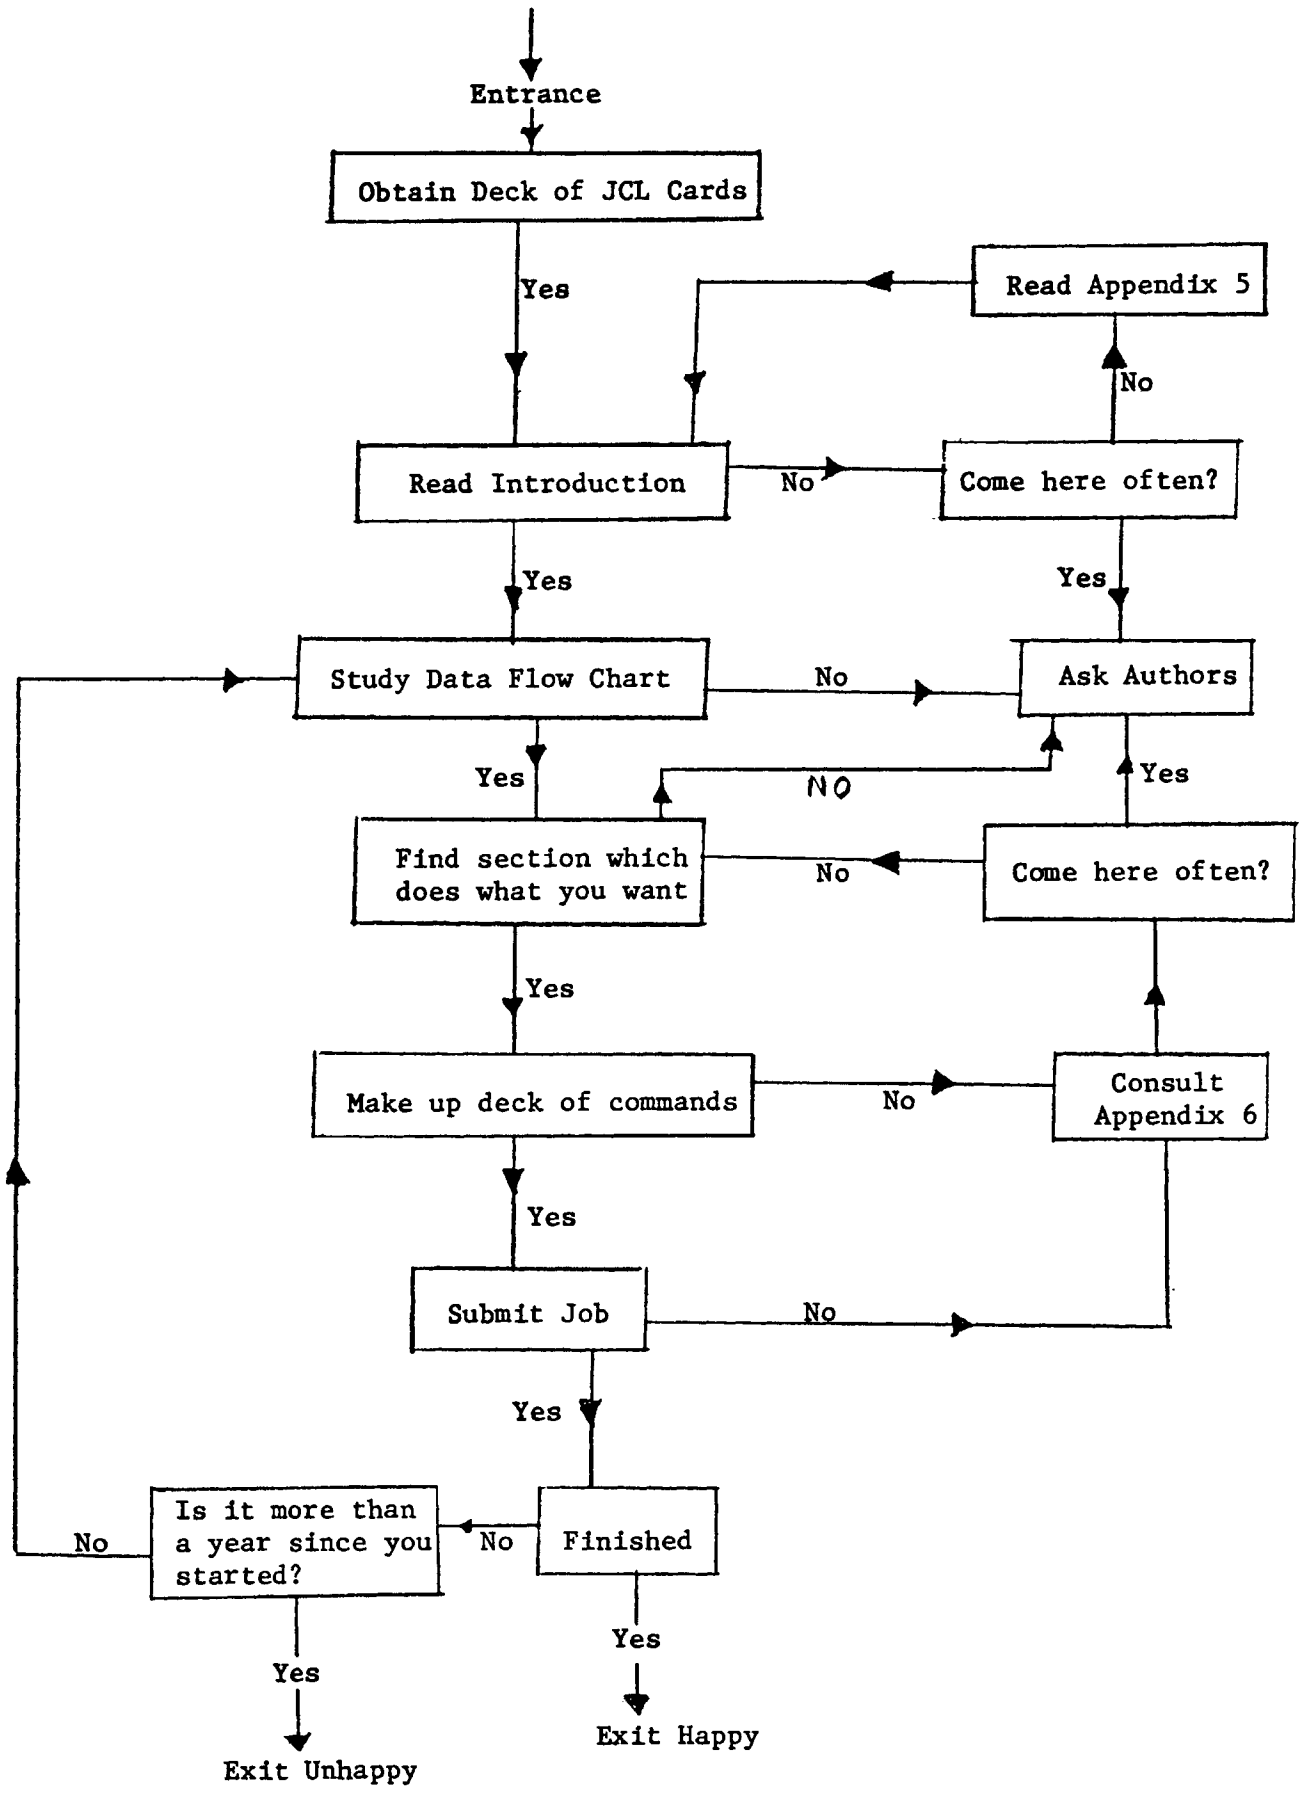 Entrance
Obtain Deck of JCL Cards
Yes
Read Appendix 5
No
Read Introduction
No
Come here often?
Yes
Yes
Study Data Flow Chart
No
Ask Authors
Yes
NO
Yes
Find section which
does what you want
No
Come here often?
Yes
Make up deck of commands
No
Consult
Appendix 6
Yes
Submit Job
No
Yes
Is it more than
a year since you
started?
No
No
Finished
Yes
Yes
Exit Happy
Exit Unhappy